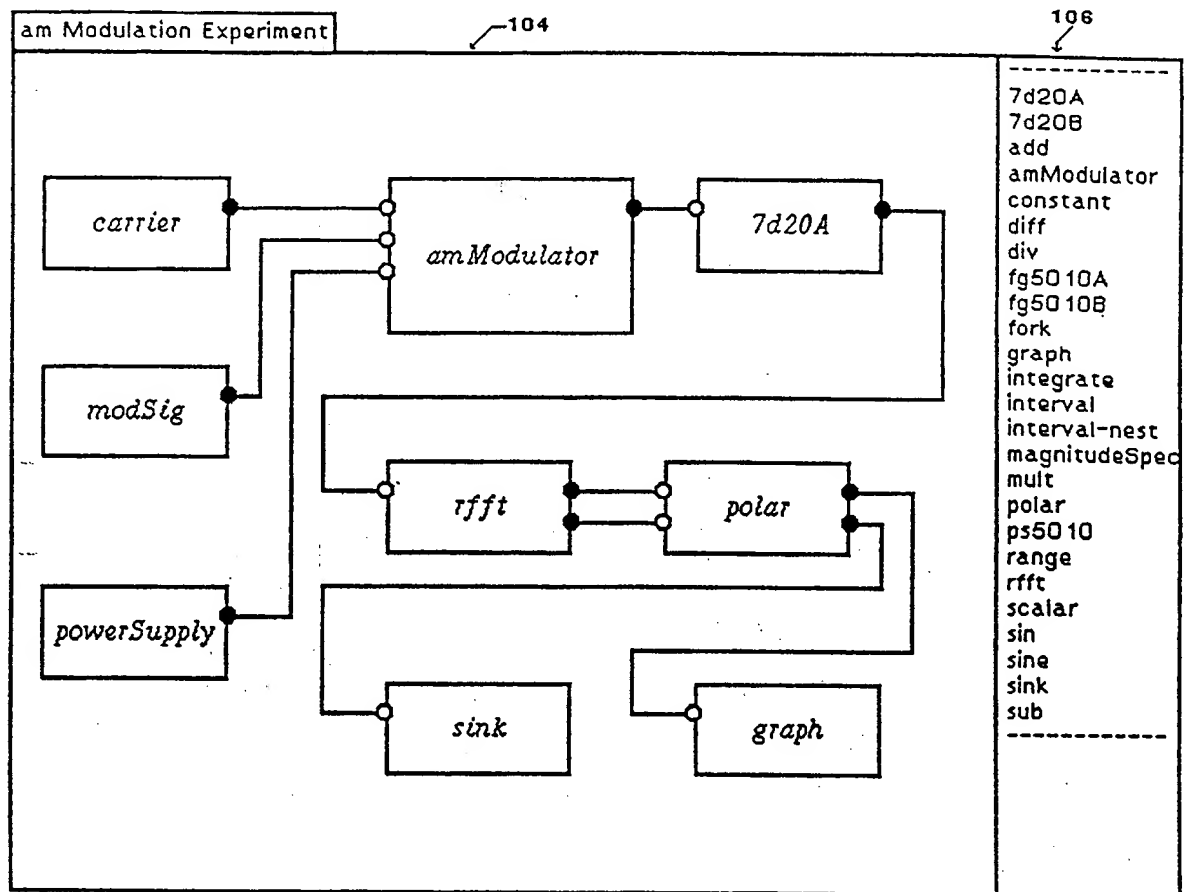 am Modulation Experiment
104
106
carrier
amModulator
7d20A
modSig
rfft
polar
powerSupply
sink
graph
------------
7d20A
7d20B
add
amModulator
constant
diff
div
fg5010A
fg5010B
fork
graph
integrate
interval
interval-nest
magnitudeSpec
mult
polar
ps5010
range
rfft
scalar
sin
sine
sink
sub
------------